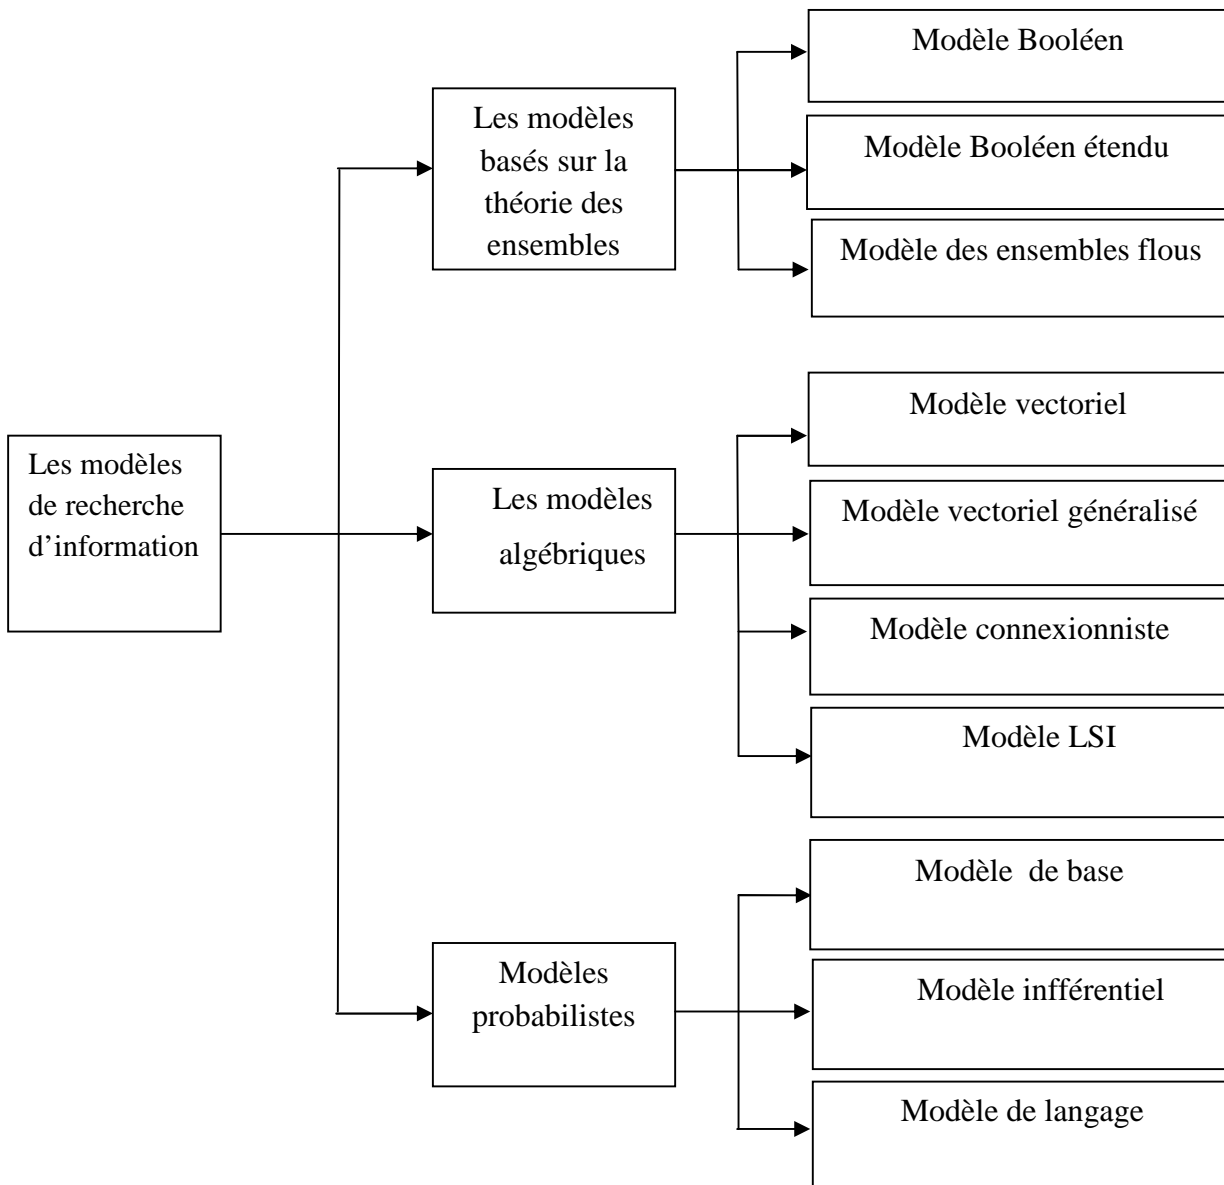 Les modèles
de recherche
d’information
Les modèles
basés sur la
théorie des
ensembles
Modèle Booléen
Modèle Booléen étendu
Modèle des ensembles flous
Les modèles
algébriques
Modèle vectoriel
Modèle vectoriel généralisé
Modèle connexionniste
Modèle LSI
Modèles
probabilistes
Modèle de base
Modèle infférentiel
Modèle de langage